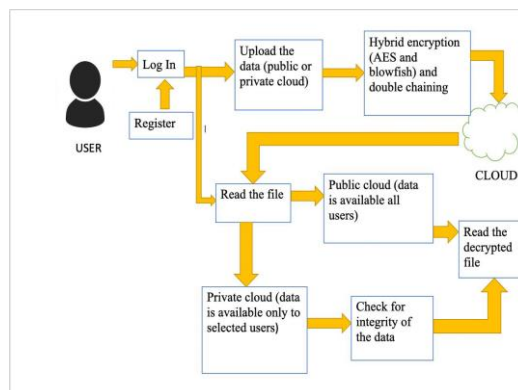 Log In
Upload the
data (public or
private cloud)
Hybrid encryption
(AES and
blowfish) and
double chaining
Register
USER
CLOUD
Read the file
Public cloud (data
is available all
users)
Read the
decrypted
file
Private cloud (data
is available only to
selected users)
Check for
integrity of
the data